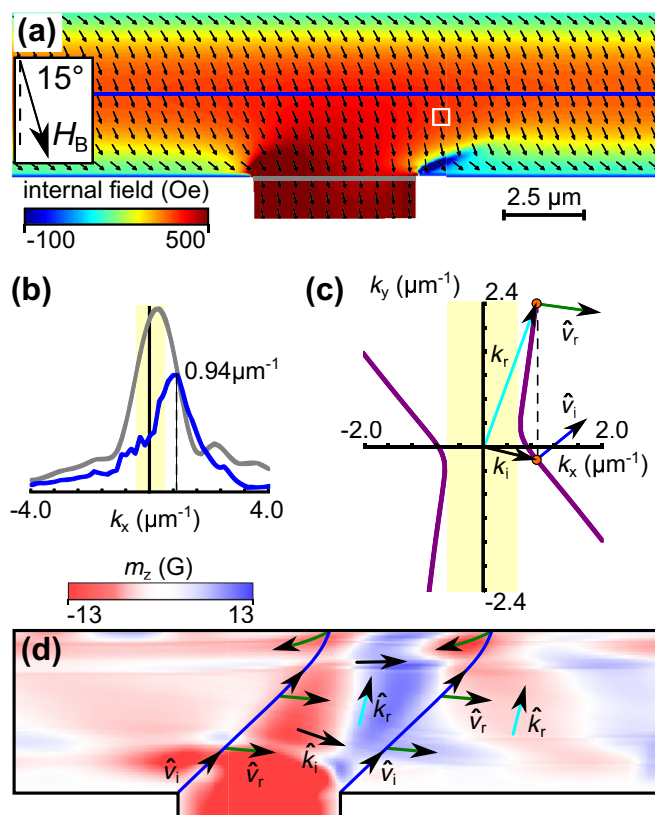 (a)
15°
H_B
internal field (Oe)
-100 500
2.5 μm
(b)
0.94μm⁻¹
-4.0 4.0
k_x (μm⁻¹)
(c)
k_y (μm⁻¹)
2.4
k_r
v̂_r
v̂_i
-2.0 2.0
k_i k_x (μm⁻¹)
-2.4
m_z (G)
-13 13
(d)
k̂_r v̂_r k̂_r
v̂_i v̂_r k̂_i v̂_i